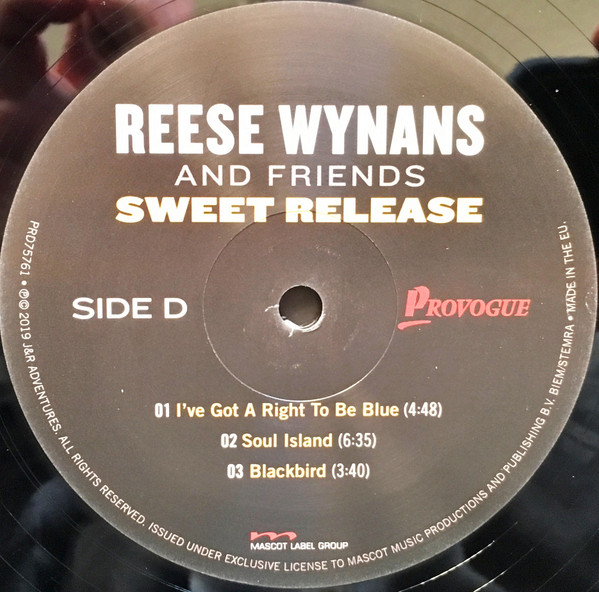 REESE WYNANS
AND FRIENDS
SWEET RELEASE
SIDE D
PROVOGUE
01 I've Got A Right To Be Blue (4:48)
02 Soul Island (6:35)
03 Blackbird (3:40)
MASCOT LABEL GROUP
PRD75761 • ℗© 2019 J&R ADVENTURES. ALL RIGHTS RESERVED. ISSUED UNDER EXCLUSIVE LICENSE TO MASCOT MUSIC PRODUCTIONS AND PUBLISHING B.V. BIEM/STEMRA • MADE IN THE EU.